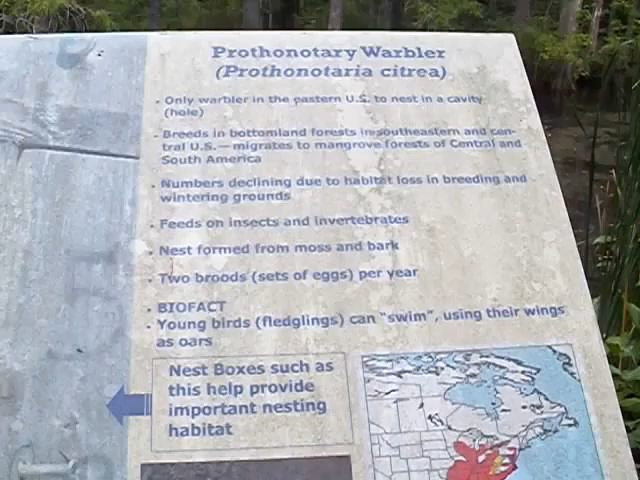 Prothonotary Warbler
(Prothonotaria citrea)
• Only warbler in the eastern U.S. to nest in a cavity
(hole)
• Breeds in bottomland forests in southeastern and cen-
tral U.S.— migrates to mangrove forests of Central and
South America
• Numbers declining due to habitat loss in breeding and
wintering grounds
• Feeds on insects and invertebrates
• Nest formed from moss and bark
• Two broods (sets of eggs) per year
• BIOFACT
• Young birds (fledglings) can "swim", using their wings
as oars
Nest Boxes such as
this help provide
important nesting
habitat